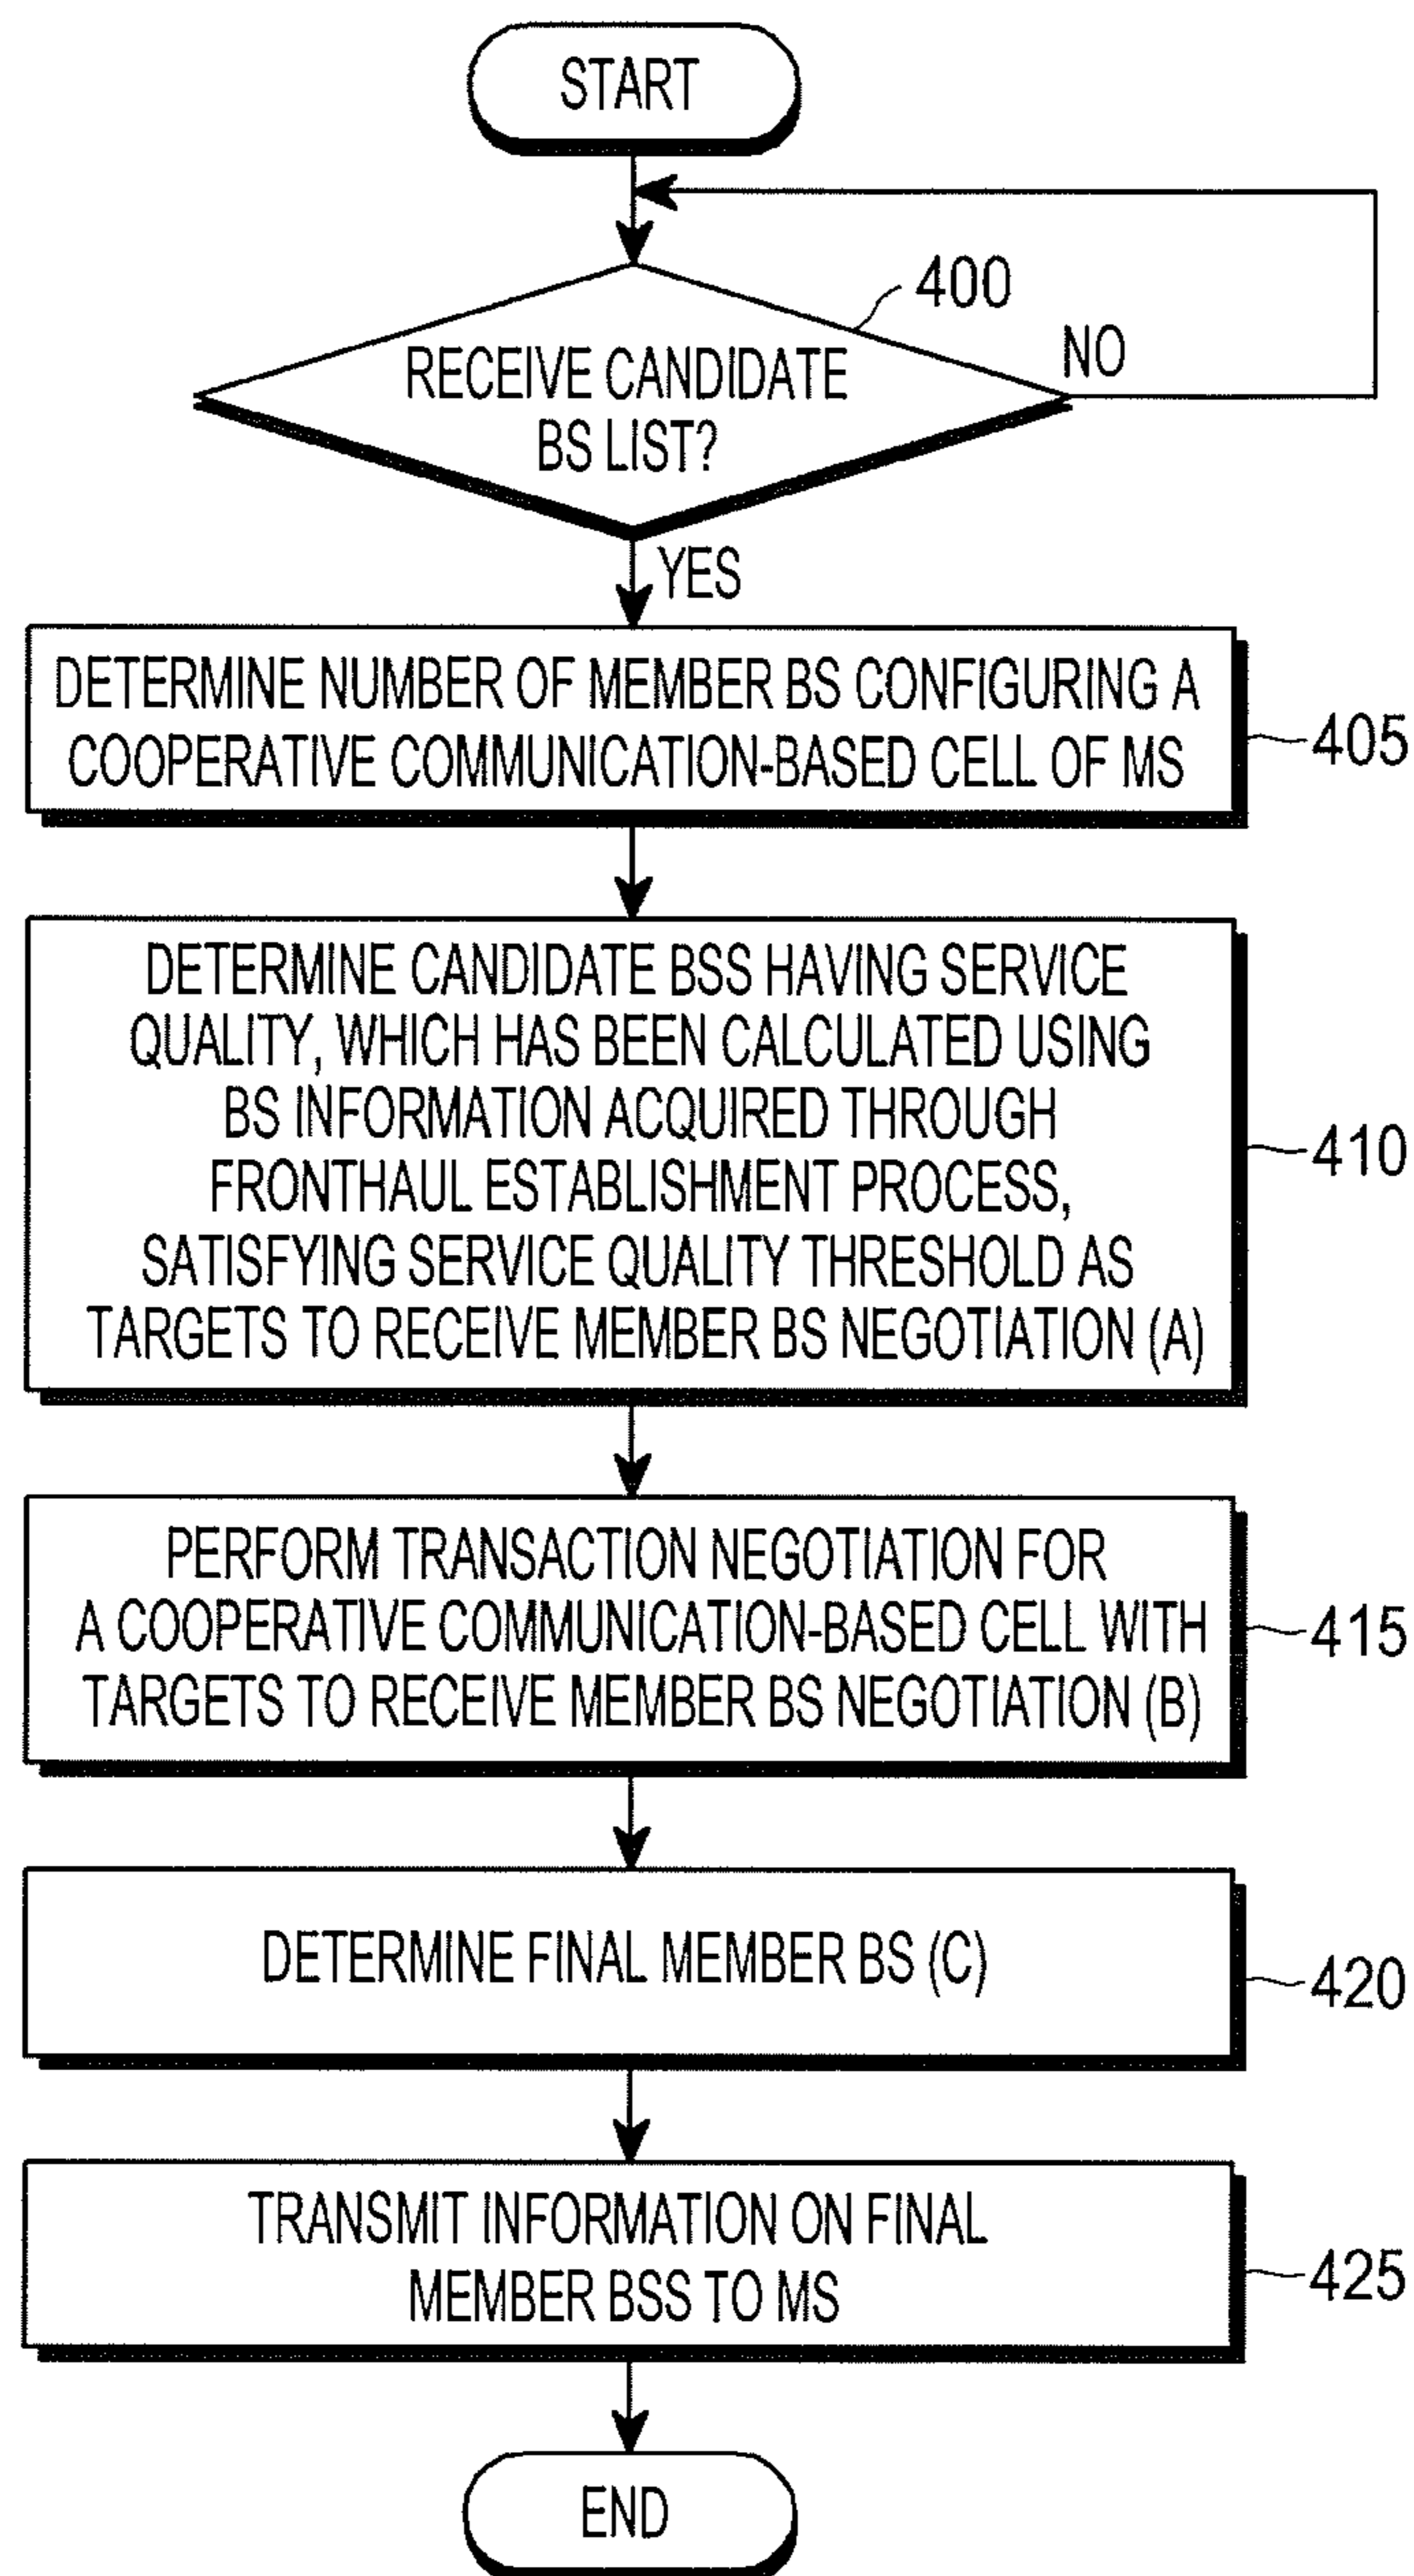 START
400
NO
RECEIVE CANDIDATE
BS LIST?
YES
DETERMINE NUMBER OF MEMBER BS CONFIGURING A
COOPERATIVE COMMUNICATION-BASED CELL OF MS
405
DETERMINE CANDIDATE BSS HAVING SERVICE
QUALITY, WHICH HAS BEEN CALCULATED USING
BS INFORMATION ACQUIRED THROUGH
FRONTHAUL ESTABLISHMENT PROCESS,
SATISFYING SERVICE QUALITY THRESHOLD AS
TARGETS TO RECEIVE MEMBER BS NEGOTIATION (A)
410
PERFORM TRANSACTION NEGOTIATION FOR
A COOPERATIVE COMMUNICATION-BASED CELL WITH
TARGETS TO RECEIVE MEMBER BS NEGOTIATION (B)
415
DETERMINE FINAL MEMBER BS (C)
420
TRANSMIT INFORMATION ON FINAL
MEMBER BSS TO MS
425
END